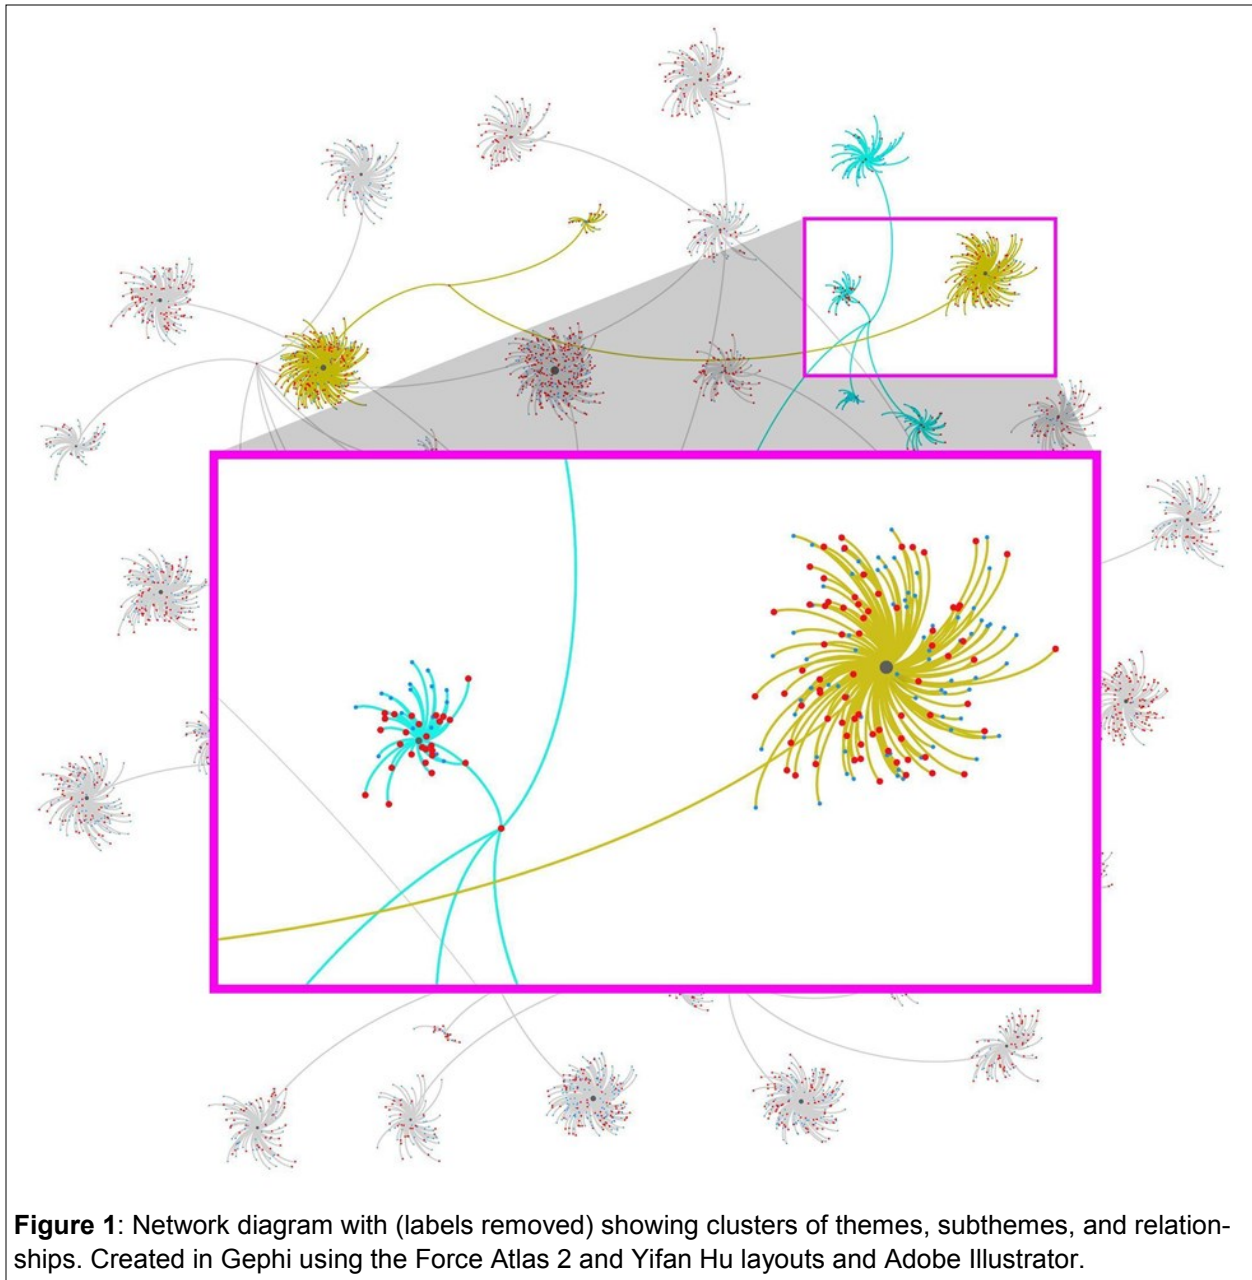 Figure 1: Network diagram with (labels removed) showing clusters of themes, subthemes, and relation-
ships. Created in Gephi using the Force Atlas 2 and Yifan Hu layouts and Adobe Illustrator.